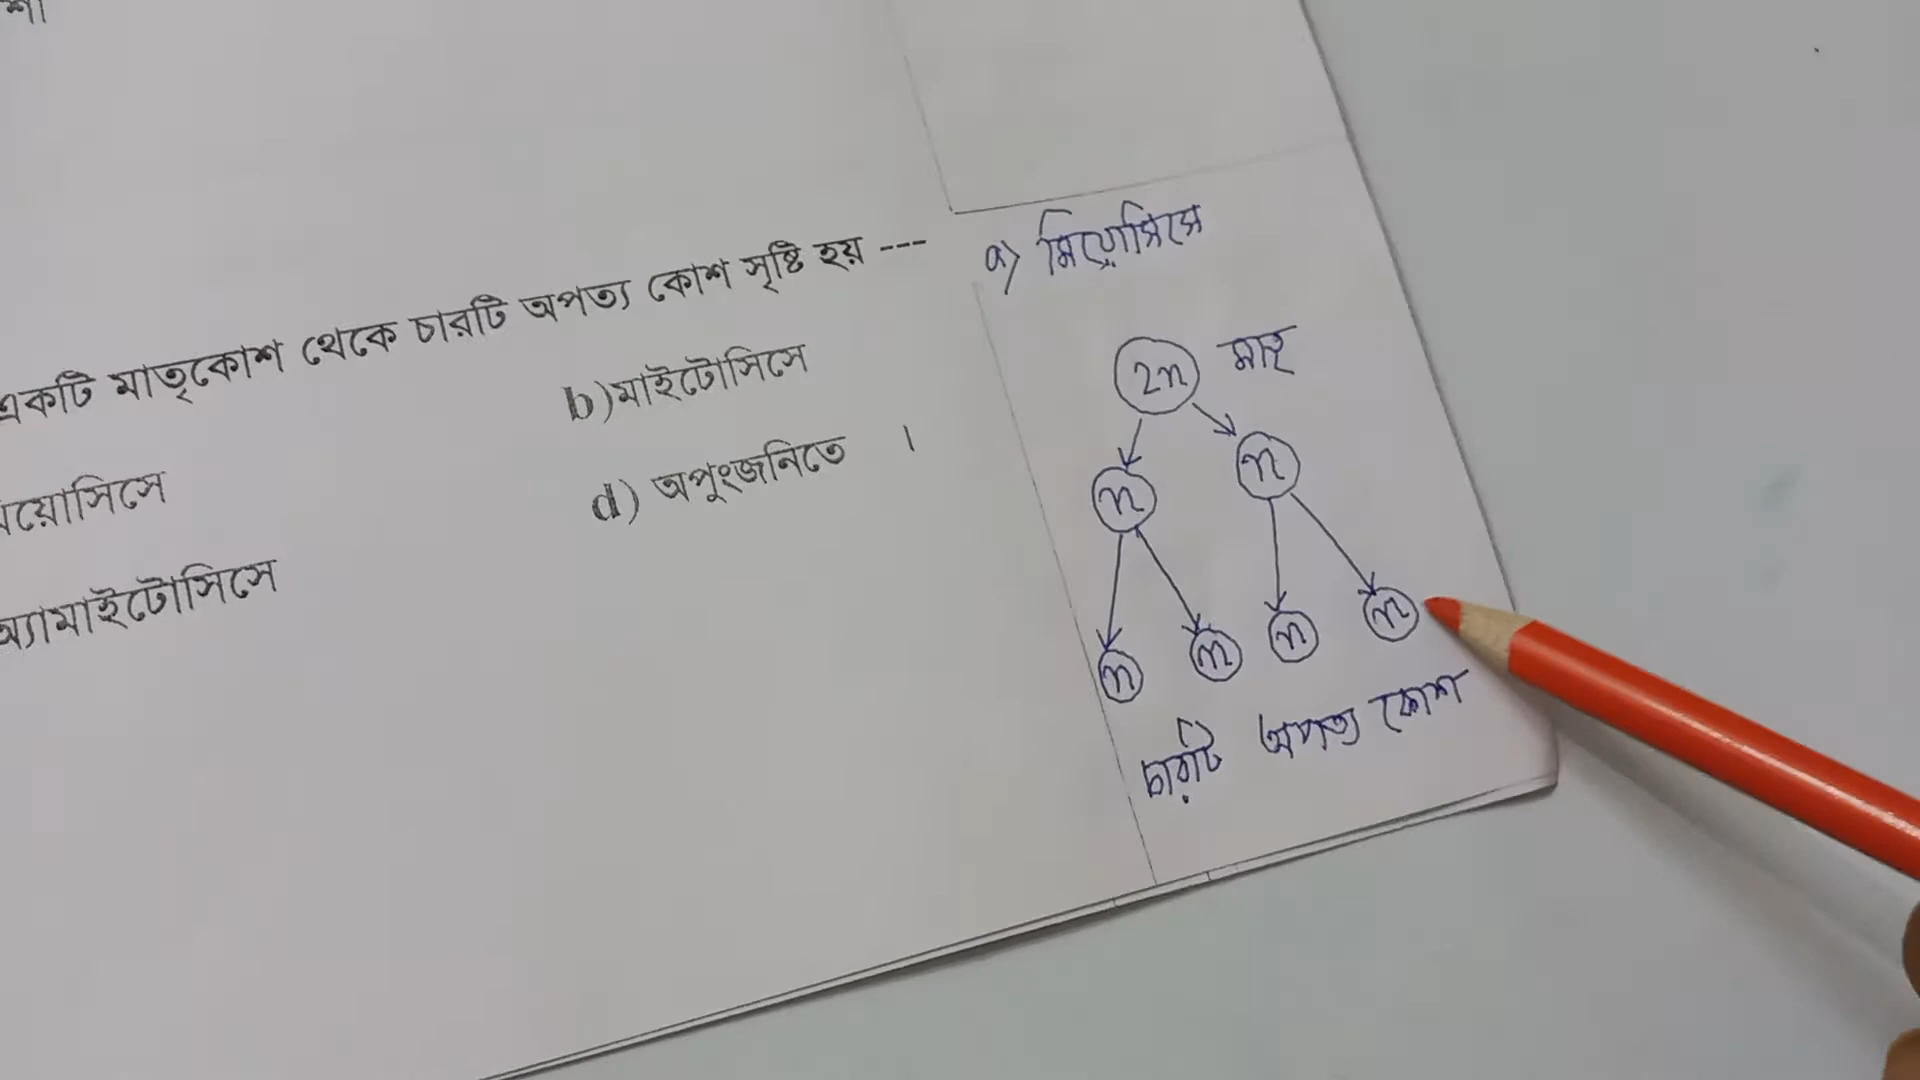 একটি মাতৃকোশ থেকে চারটি অপত্য কোশ সৃষ্টি হয় ---
b)মাইটোসিসে
d) অপুংজনিতে ।
অ্যামাইটোসিসে
a) মিয়োসিসে
2n মাতৃ
n n
n n n n
চারটি অপত্য কোশ